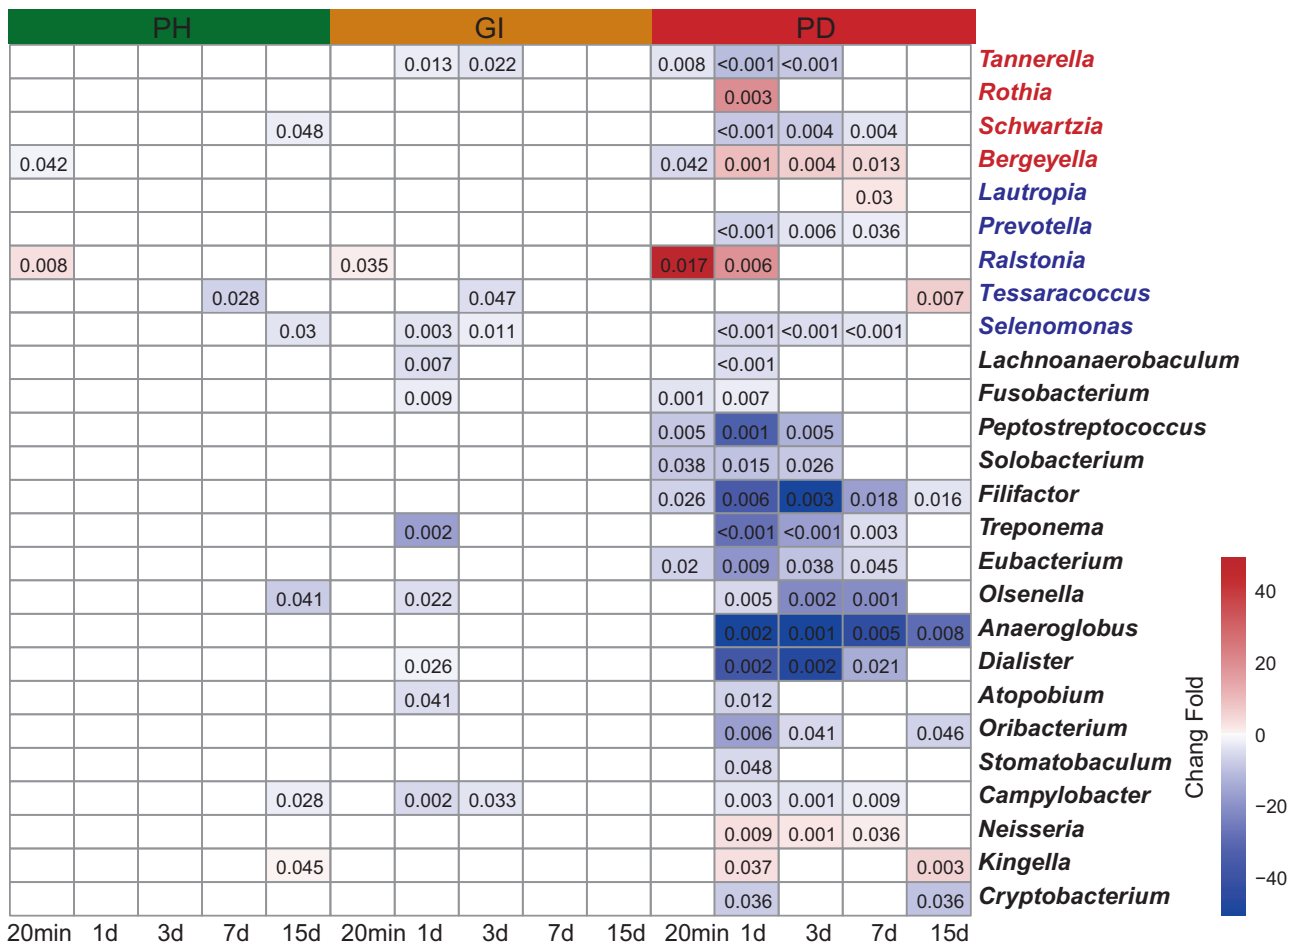 PH GI PD
0.013 0.022 0.008 <0.001 <0.001 Tannerella
0.003 Rothia
0.048 <0.001 0.004 0.004 Schwartzia
0.042 0.042 0.001 0.004 0.013 Bergeyella
0.03 Lautropia
<0.001 0.006 0.036 Prevotella
0.008 0.035 0.017 0.006 Ralstonia
0.028 0.047 0.007 Tessaracoccus
0.03 0.003 0.011 <0.001 <0.001 <0.001 Selenomonas
0.007 <0.001 Lachnoanaerobaculum
0.009 0.001 0.007 Fusobacterium
0.005 0.001 0.005 Peptostreptococcus
0.038 0.015 0.026 Solobacterium
0.026 0.006 0.003 0.018 0.016 Filifactor
0.002 <0.001 <0.001 0.003 Treponema
0.02 0.009 0.038 0.045 Eubacterium
0.041 0.022 0.005 0.002 0.001 Olsenella
0.002 0.001 0.005 0.008 Anaeroglobus
0.026 0.002 0.002 0.021 Dialister
0.041 0.012 Atopobium
0.006 0.041 0.046 Oribacterium
0.048 Stomatobaculum
0.028 0.002 0.033 0.003 0.001 0.009 Campylobacter
0.009 0.001 0.036 Neisseria
0.045 0.037 0.003 Kingella
0.036 0.036 Cryptobacterium
20min 1d 3d 7d 15d 20min 1d 3d 7d 15d 20min 1d 3d 7d 15d
Chang Fold
40
20
0
−20
−40